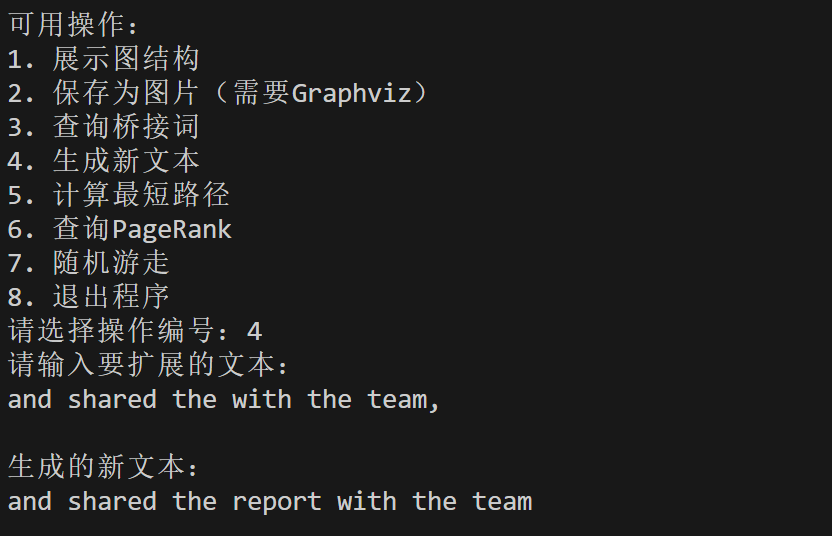 可用操作：
1. 展示图结构
2. 保存为图片（需要Graphviz）
3. 查询桥接词
4. 生成新文本
5. 计算最短路径
6. 查询PageRank
7. 随机游走
8. 退出程序
请选择操作编号：4
请输入要扩展的文本：
and shared the with the team,
生成的新文本：
and shared the report with the team